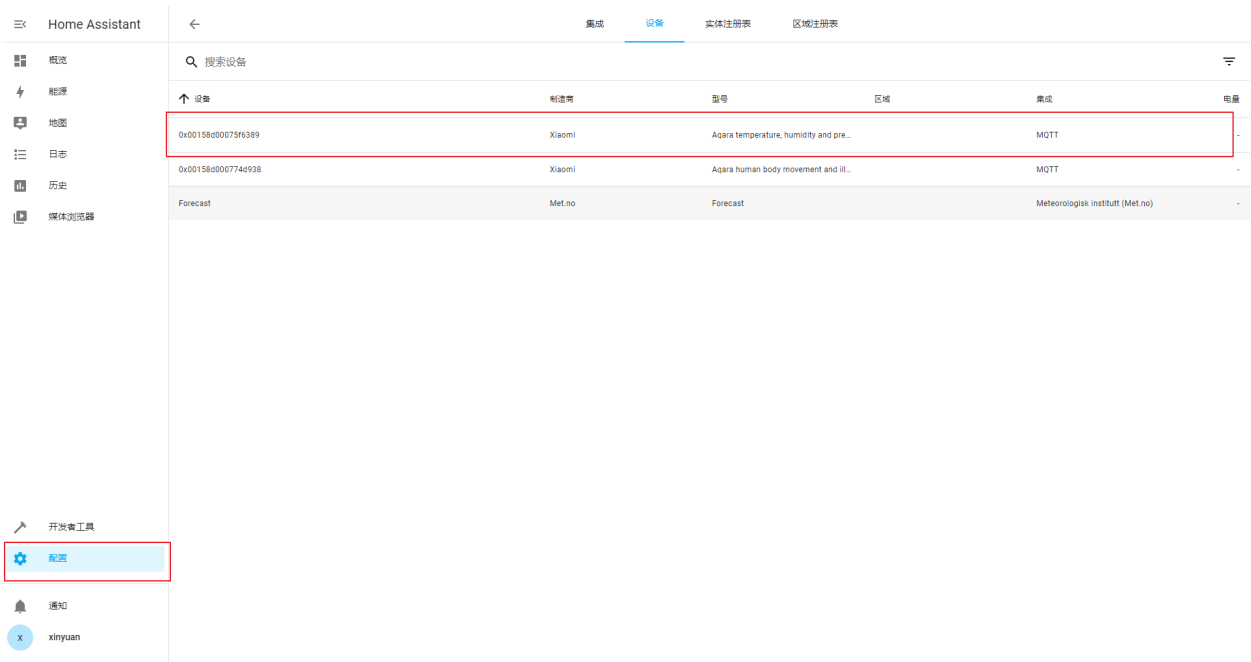 Home Assistant
概览
能源
地图
日志
历史
媒体浏览器
开发者工具
配置
通知
x xinyuan
集成 设备 实体注册表 区域注册表
搜索设备
设备 制造商 型号 区域 集成 电量
0x00158d00075f6389 Xiaomi Aqara temperature, humidity and pre... MQTT -
0x00158d000774d938 Xiaomi Aqara human body movement and ill... MQTT -
Forecast Met.no Forecast Meteorologisk institutt (Met.no) -